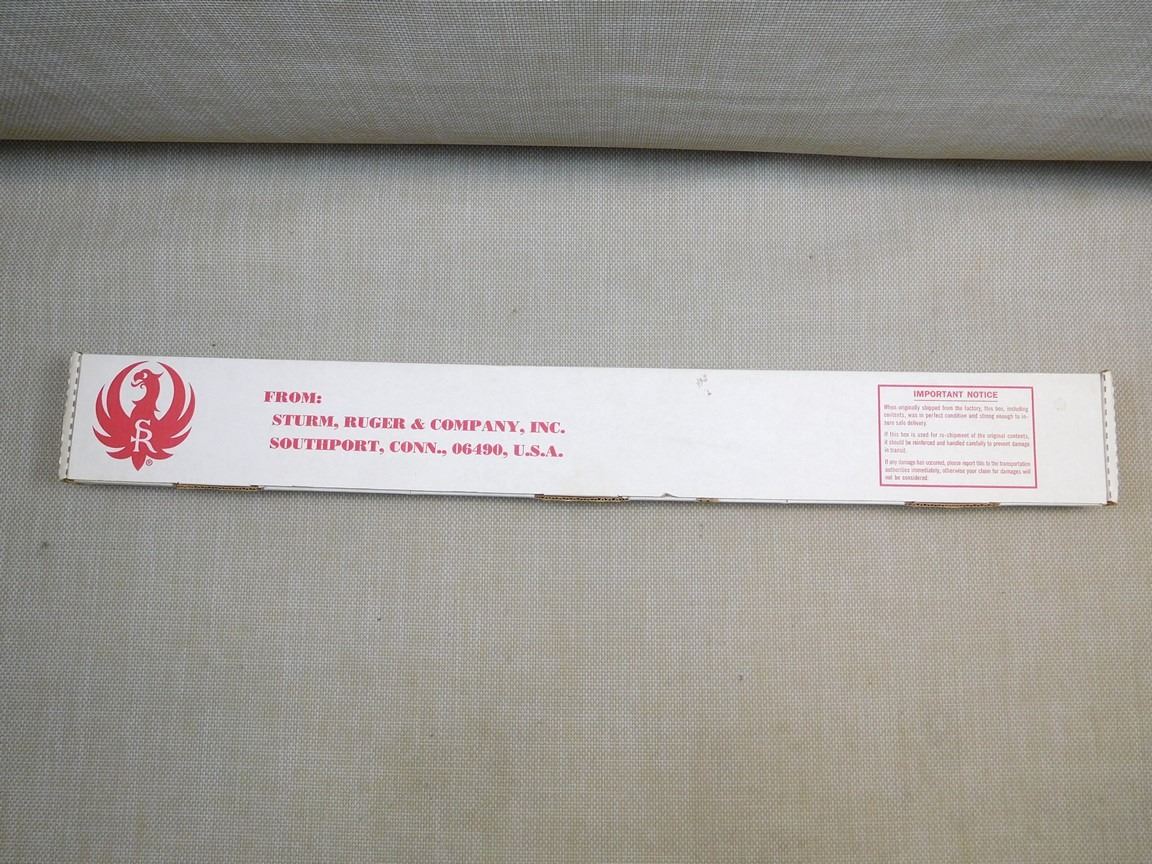 SR
®
FROM:
STURM, RUGER & COMPANY, INC.
SOUTHPORT, CONN., 06490, U.S.A.
IMPORTANT NOTICE
When originally shipped from the factory, this box, including
contents, was in perfect condition and strong enough to in-
sure safe delivery.
If this box is used for re-shipment of the original contents,
it should be reinforced and handled carefully to prevent damage
in transit.
If any damage has occurred, please report this to the transportation
authorities immediately, otherwise your claim for damages will
not be considered.